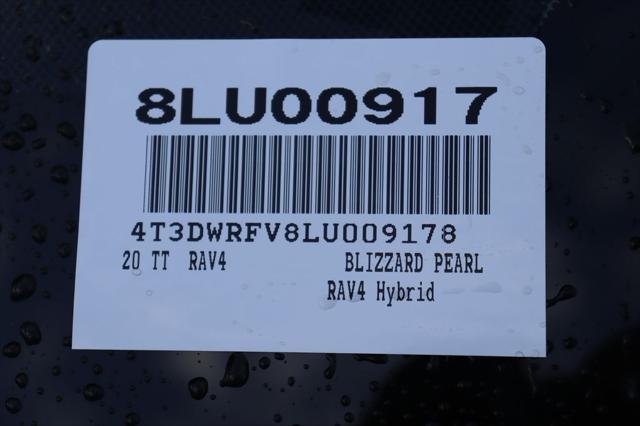 8LU00917
4T3DWRFV8LU009178
20 TT RAV4 BLIZZARD PEARL
RAV4 Hybrid